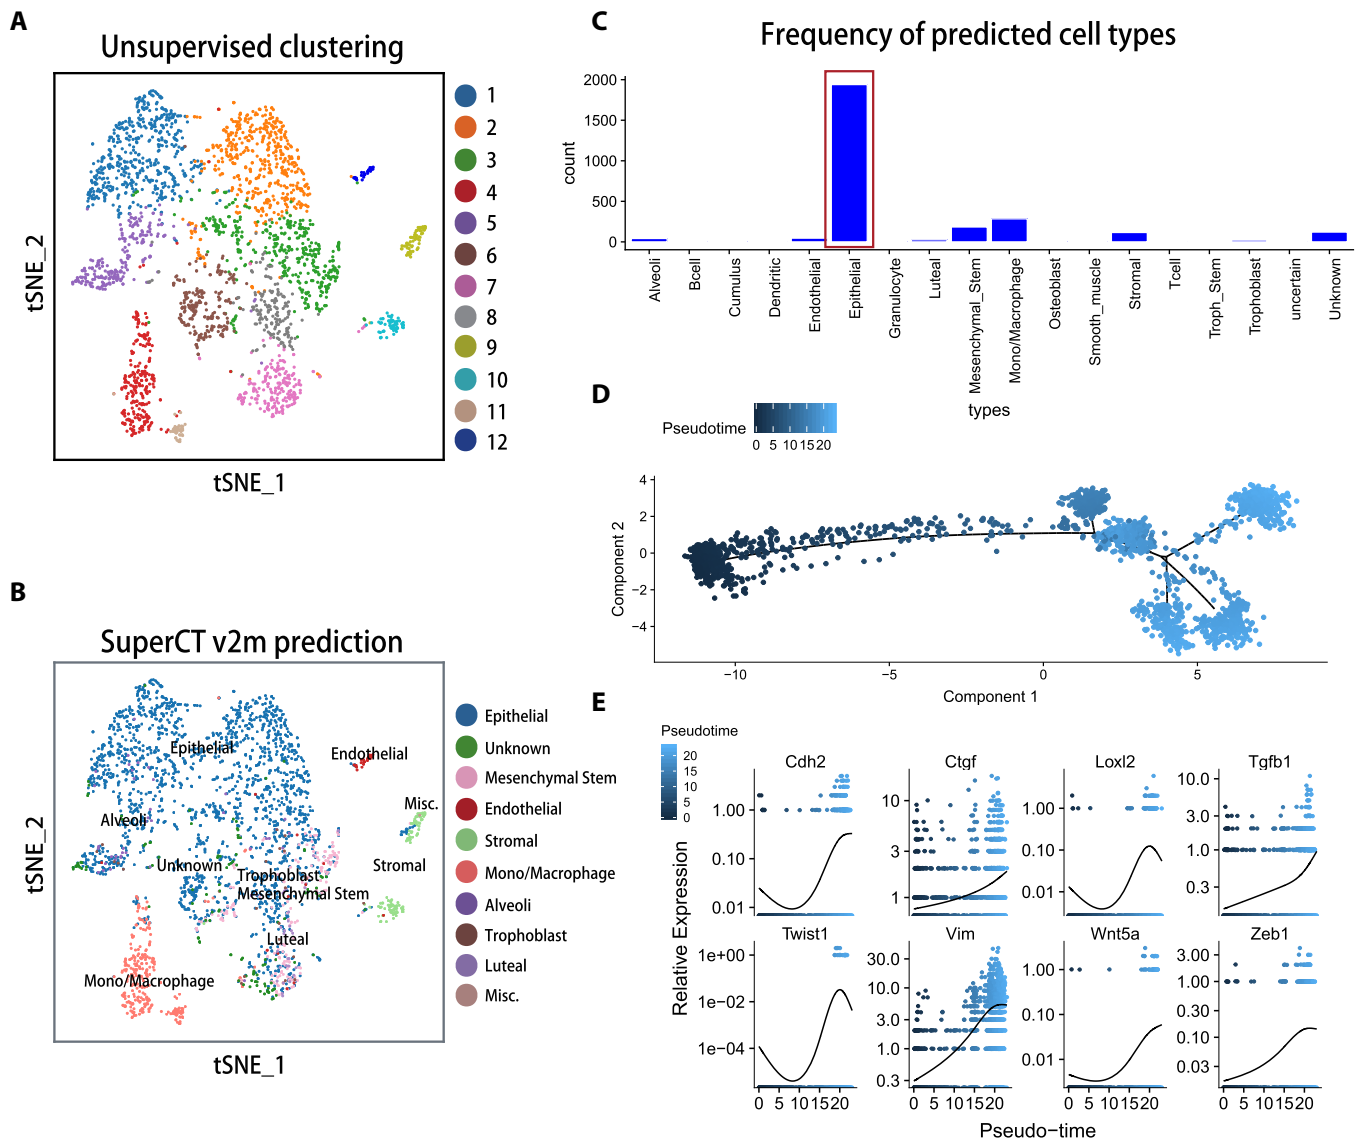 A
Unsupervised clustering
tSNE_2
tSNE_1
1
2
3
4
5
6
7
8
9
10
11
12
B
SuperCT v2m prediction
tSNE_2
tSNE_1
Epithelial
Endothelial
Misc.
Alveoli
Unknown
Stromal
Trophoblast
Mesenchymal Stem
Luteal
Mono/Macrophage
Epithelial
Unknown
Mesenchymal Stem
Endothelial
Stromal
Mono/Macrophage
Alveoli
Trophoblast
Luteal
Misc.
C
Frequency of predicted cell types
count
2000
1500
1000
500
0
Alveoli
Bcell
Cumulus
Dendritic
Endothelial
Epithelial
Granulocyte
Luteal
Mesenchymal_Stem
Mono/Macrophage
Osteoblast
Smooth_muscle
Stromal
Tcell
Troph_Stem
Trophoblast
uncertain
Unknown
types
D
Pseudotime
0 5 10 15 20
Component 2
4
2
0
−2
−4
−10 −5 0 5
Component 1
E
Pseudotime
20
15
10
5
0
Relative Expression
Cdh2
1.00
0.10
0.01
Ctgf
10
3
1
Loxl2
1.00
0.10
0.01
Tgfb1
10.0
3.0
1.0
0.3
Twist1
1e+00
1e−02
1e−04
0 5 10 15 20
Vim
30.0
10.0
3.0
1.0
0.3
0 5 10 15 20
Wnt5a
1.00
0.10
0.01
0 5 10 15 20
Zeb1
3.00
1.00
0.30
0.10
0.03
0 5 10 15 20
Pseudo−time